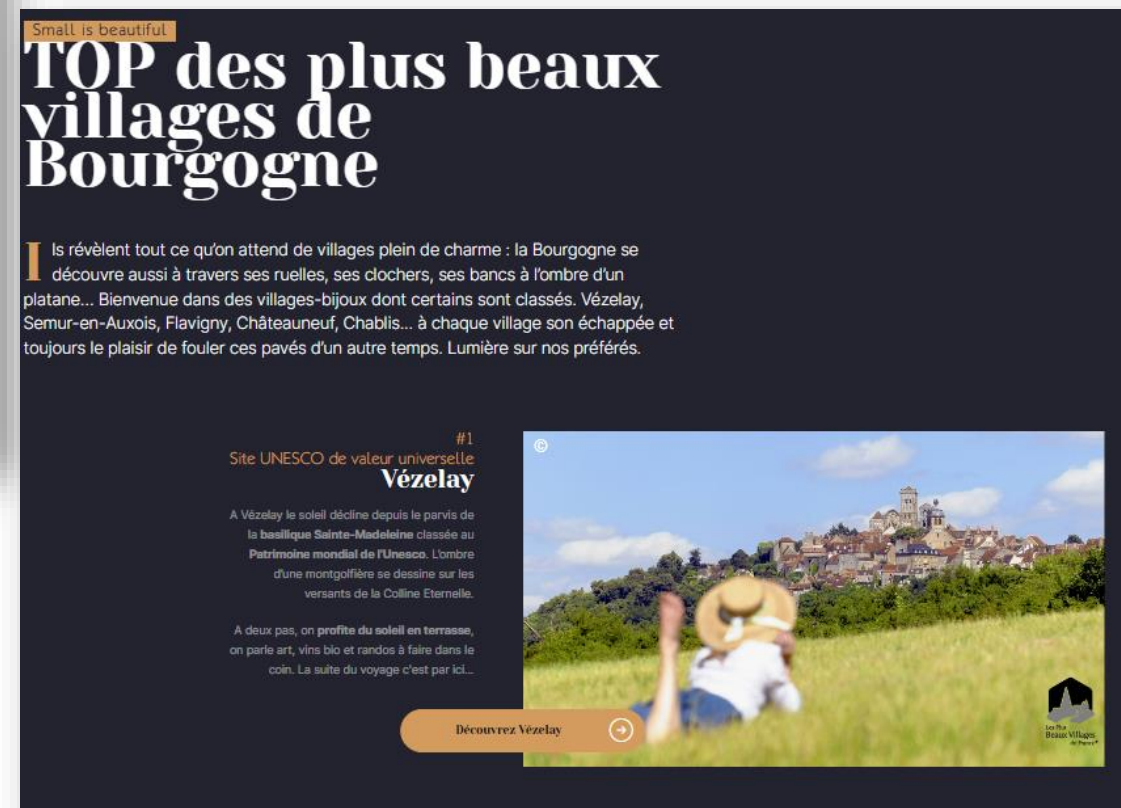 Small is beautiful
TOP des plus beaux
villages de
Bourgogne
Ils révèlent tout ce qu'on attend de villages plein de charme : la Bourgogne se
découvre aussi à travers ses ruelles, ses clochers, ses bancs à l'ombre d'un
platane... Bienvenue dans des villages-bijoux dont certains sont classés. Vézelay,
Semur-en-Auxois, Flavigny, Châteauneuf, Chablis... à chaque village son échappée et
toujours le plaisir de fouler ces pavés d'un autre temps. Lumière sur nos préférés.
#1
Site UNESCO de valeur universelle
Vézelay
A Vézelay le soleil décline depuis le parvis de
la basilique Sainte-Madeleine classée au
Patrimoine mondial de l'Unesco. L'ombre
d'une montgolfière se dessine sur les
versants de la Colline Eternelle.
A deux pas, on profite du soleil en terrasse,
on parle art, vins bio et randos à faire dans le
coin. La suite du voyage c'est par ici...
Découvrez Vézelay
©
Les Plus
Beaux Villages
de France